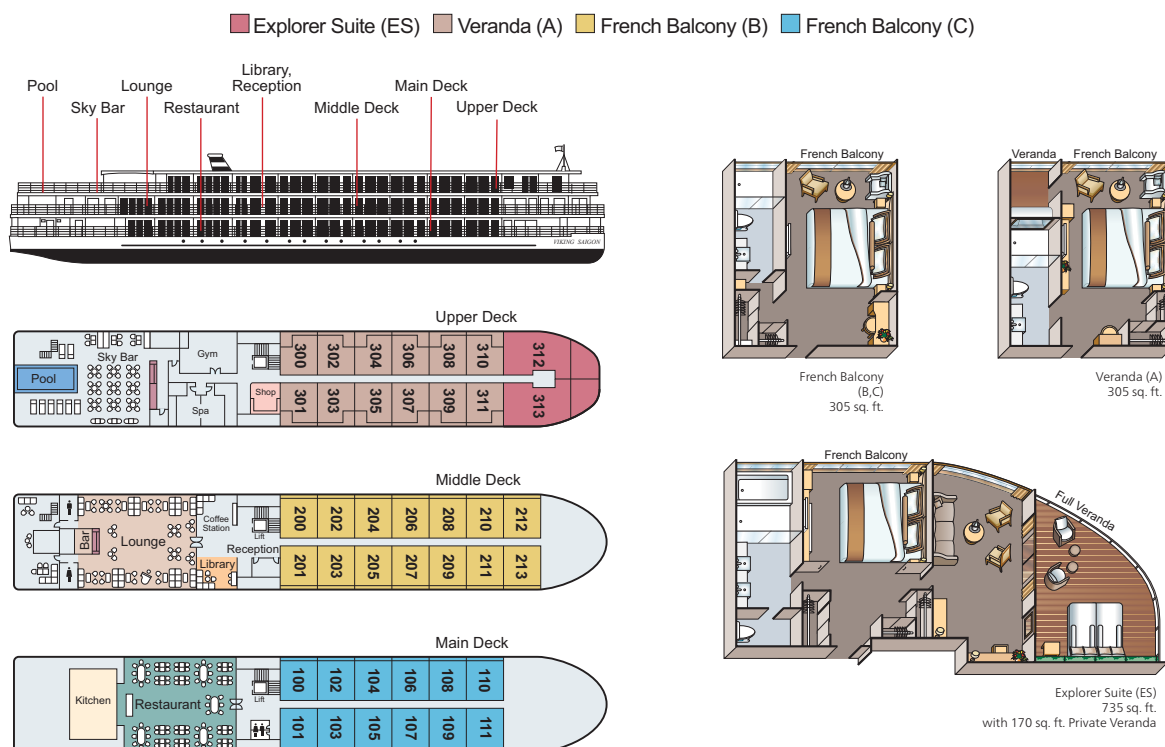 Explorer Suite (ES) Veranda (A) French Balcony (B) French Balcony (C)
Pool
Sky Bar
Lounge
Restaurant
Library,
Reception
Middle Deck
Main Deck
Upper Deck
VIKING SAIGON
Upper Deck
Pool
Sky Bar
Gym
Spa
Shop
300 302 304 306 308 310 312
301 303 305 307 309 311 313
Middle Deck
Bar
Lounge
Coffee
Station
Library
Lift
Reception
200 202 204 206 208 210 212
201 203 205 207 209 211 213
Main Deck
Kitchen
Restaurant
Lift
100 102 104 106 108 110
101 103 105 107 109 111
French Balcony
French Balcony
(B,C)
305 sq. ft.
Veranda French Balcony
Veranda (A)
305 sq. ft.
French Balcony
Full Veranda
Explorer Suite (ES)
735 sq. ft.
with 170 sq. ft. Private Veranda